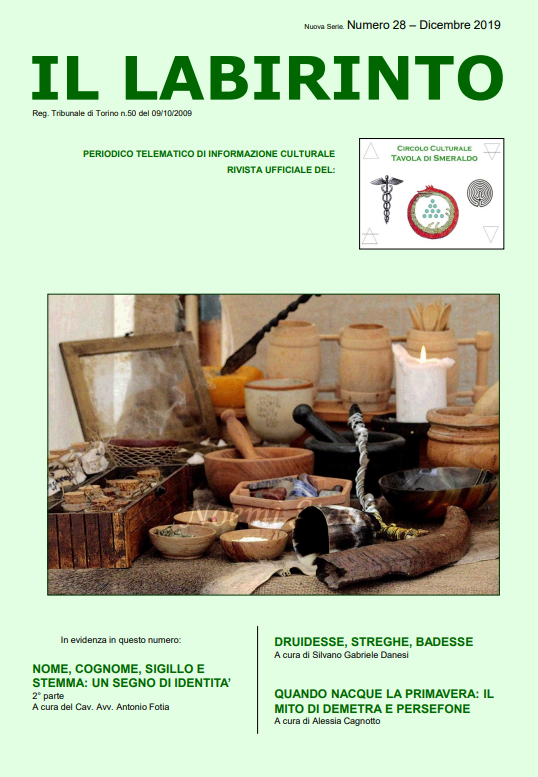 Nuova Serie. Numero 28 – Dicembre 2019
IL LABIRINTO
Reg. Tribunale di Torino n.50 del 09/10/2009
PERIODICO TELEMATICO DI INFORMAZIONE CULTURALE
RIVISTA UFFICIALE DEL:
CIRCOLO CULTURALE
TAVOLA DI SMERALDO
Noemi
In evidenza in questo numero:
NOME, COGNOME, SIGILLO E
STEMMA: UN SEGNO DI IDENTITA’
2° parte
A cura del Cav. Avv. Antonio Fotia
DRUIDESSE, STREGHE, BADESSE
A cura di Silvano Gabriele Danesi
QUANDO NACQUE LA PRIMAVERA: IL
MITO DI DEMETRA E PERSEFONE
A cura di Alessia Cagnotto